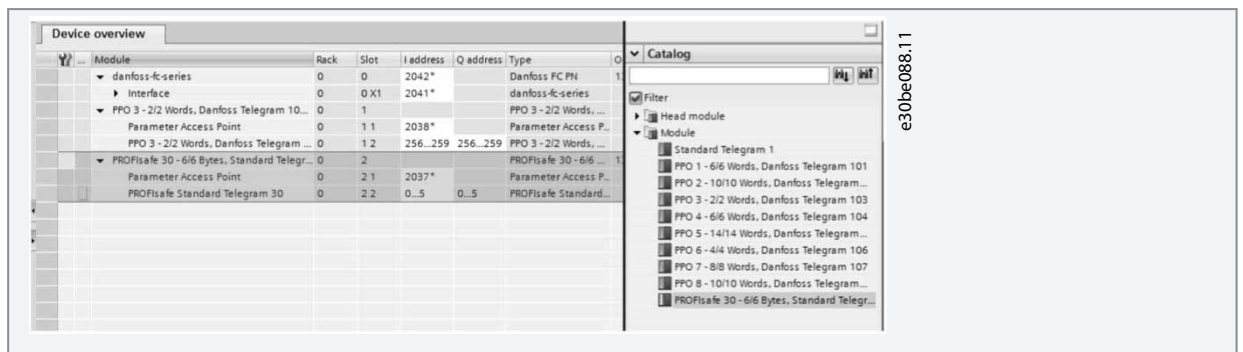 Device overview
... Module Rack Slot I address Q address Type O
danfoss-fc-series 0 0 2042* Danfoss FC PN 1
Interface 0 0 X1 2041* danfoss-fc-series
PPO 3 - 2/2 Words, Danfoss Telegram 10... 0 1 PPO 3 - 2/2 Words, ...
Parameter Access Point 0 1 1 2038* Parameter Access P...
PPO 3 - 2/2 Words, Danfoss Telegram ... 0 1 2 256...259 256...259 PPO 3 - 2/2 Words, ...
PROFIsafe 30 - 6/6 Bytes, Standard Telegr... 0 2 PROFIsafe 30 - 6/6 ... 1
Parameter Access Point 0 2 1 2037* Parameter Access P...
PROFIsafe Standard Telegram 30 0 2 2 0...5 0...5 PROFIsafe Standard...
Catalog
Filter
Head module
Module
Standard Telegram 1
PPO 1 - 6/6 Words, Danfoss Telegram 101
PPO 2 - 10/10 Words, Danfoss Telegram...
PPO 3 - 2/2 Words, Danfoss Telegram 103
PPO 4 - 6/6 Words, Danfoss Telegram 104
PPO 5 - 14/14 Words, Danfoss Telegram...
PPO 6 - 4/4 Words, Danfoss Telegram 106
PPO 7 - 8/8 Words, Danfoss Telegram 107
PPO 8 - 10/10 Words, Danfoss Telegram...
PROFIsafe 30 - 6/6 Bytes, Standard Telegr...
e30be088.11